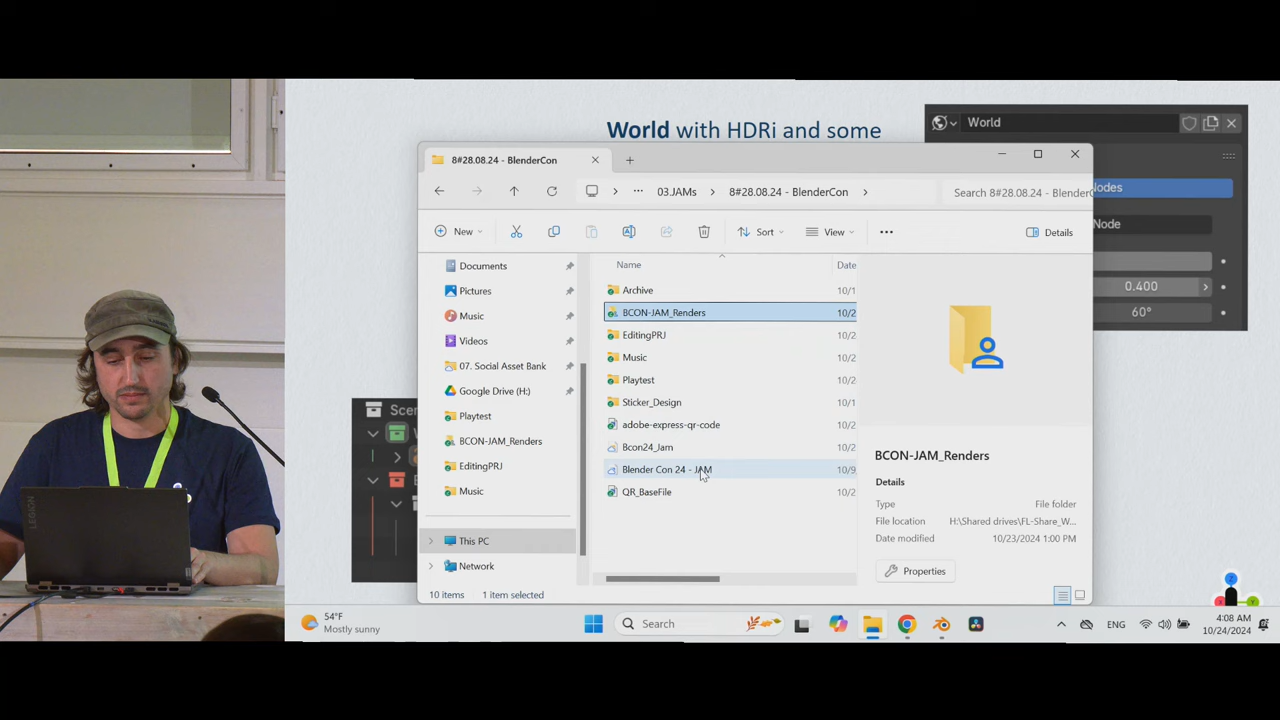 World with HDRi and some
World
Nodes
Node
0.400
60°
Scen
8#28.08.24 - BlenderCon
03.JAMs
8#28.08.24 - BlenderCon
Search 8#28.08.24 - BlenderCo
New
Sort
View
Details
Documents
Pictures
Music
Videos
07. Social Asset Bank
Google Drive (H:)
Playtest
BCON-JAM_Renders
EditingPRJ
Music
This PC
Network
Name
Date
Archive
10/1
BCON-JAM_Renders
10/2
EditingPRJ
10/2
Music
10/2
Playtest
10/2
Sticker_Design
10/1
adobe-express-qr-code
10/2
Bcon24_Jam
10/2
Blender Con 24 - JAM
10/9
QR_BaseFile
10/2
BCON-JAM_Renders
Details
Type
File folder
File location
H:\Shared drives\FL-Share_W...
Date modified
10/23/2024 1:00 PM
Properties
10 items
1 item selected
54°F
Mostly sunny
Search
ENG
4:08 AM
10/24/2024
LEGION